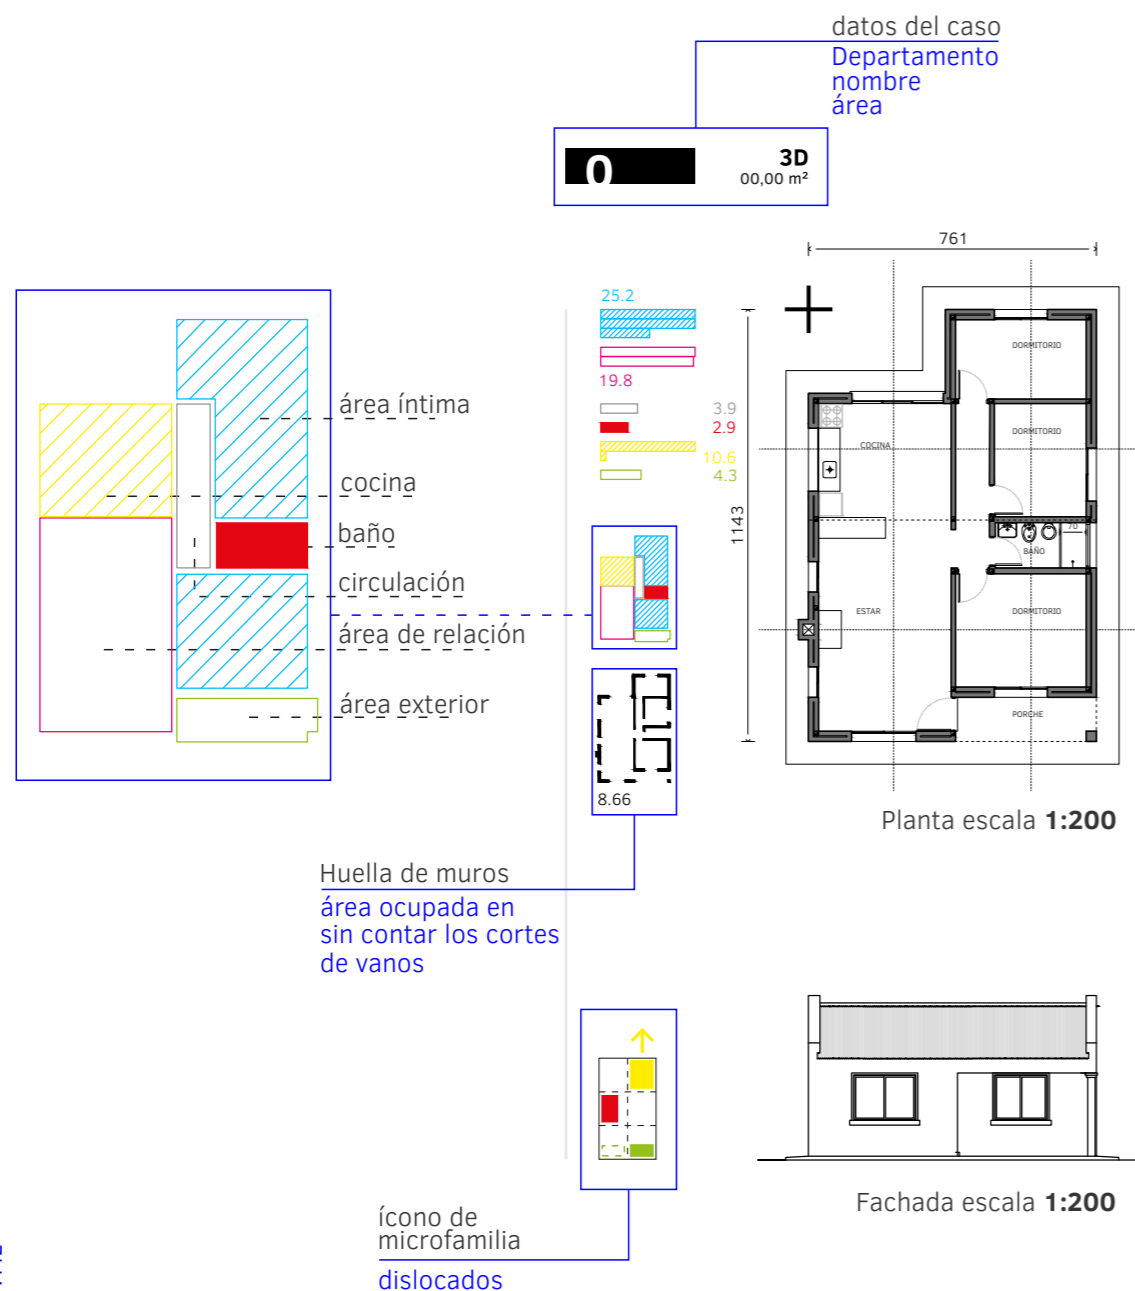 datos del caso
Departamento
nombre
área
0
3D
00,00 m²
761
25.2
19.8
3.9
2.9
10.6
4.3
1143
DORMITORIO
DORMITORIO
COCINA
70
BAÑO
ESTAR
DORMITORIO
PORCHE
área íntima
cocina
baño
circulación
área de relación
área exterior
8.66
Planta escala 1:200
Huella de muros
área ocupada en
sin contar los cortes
de vanos
Fachada escala 1:200
ícono de
microfamilia
dislocados